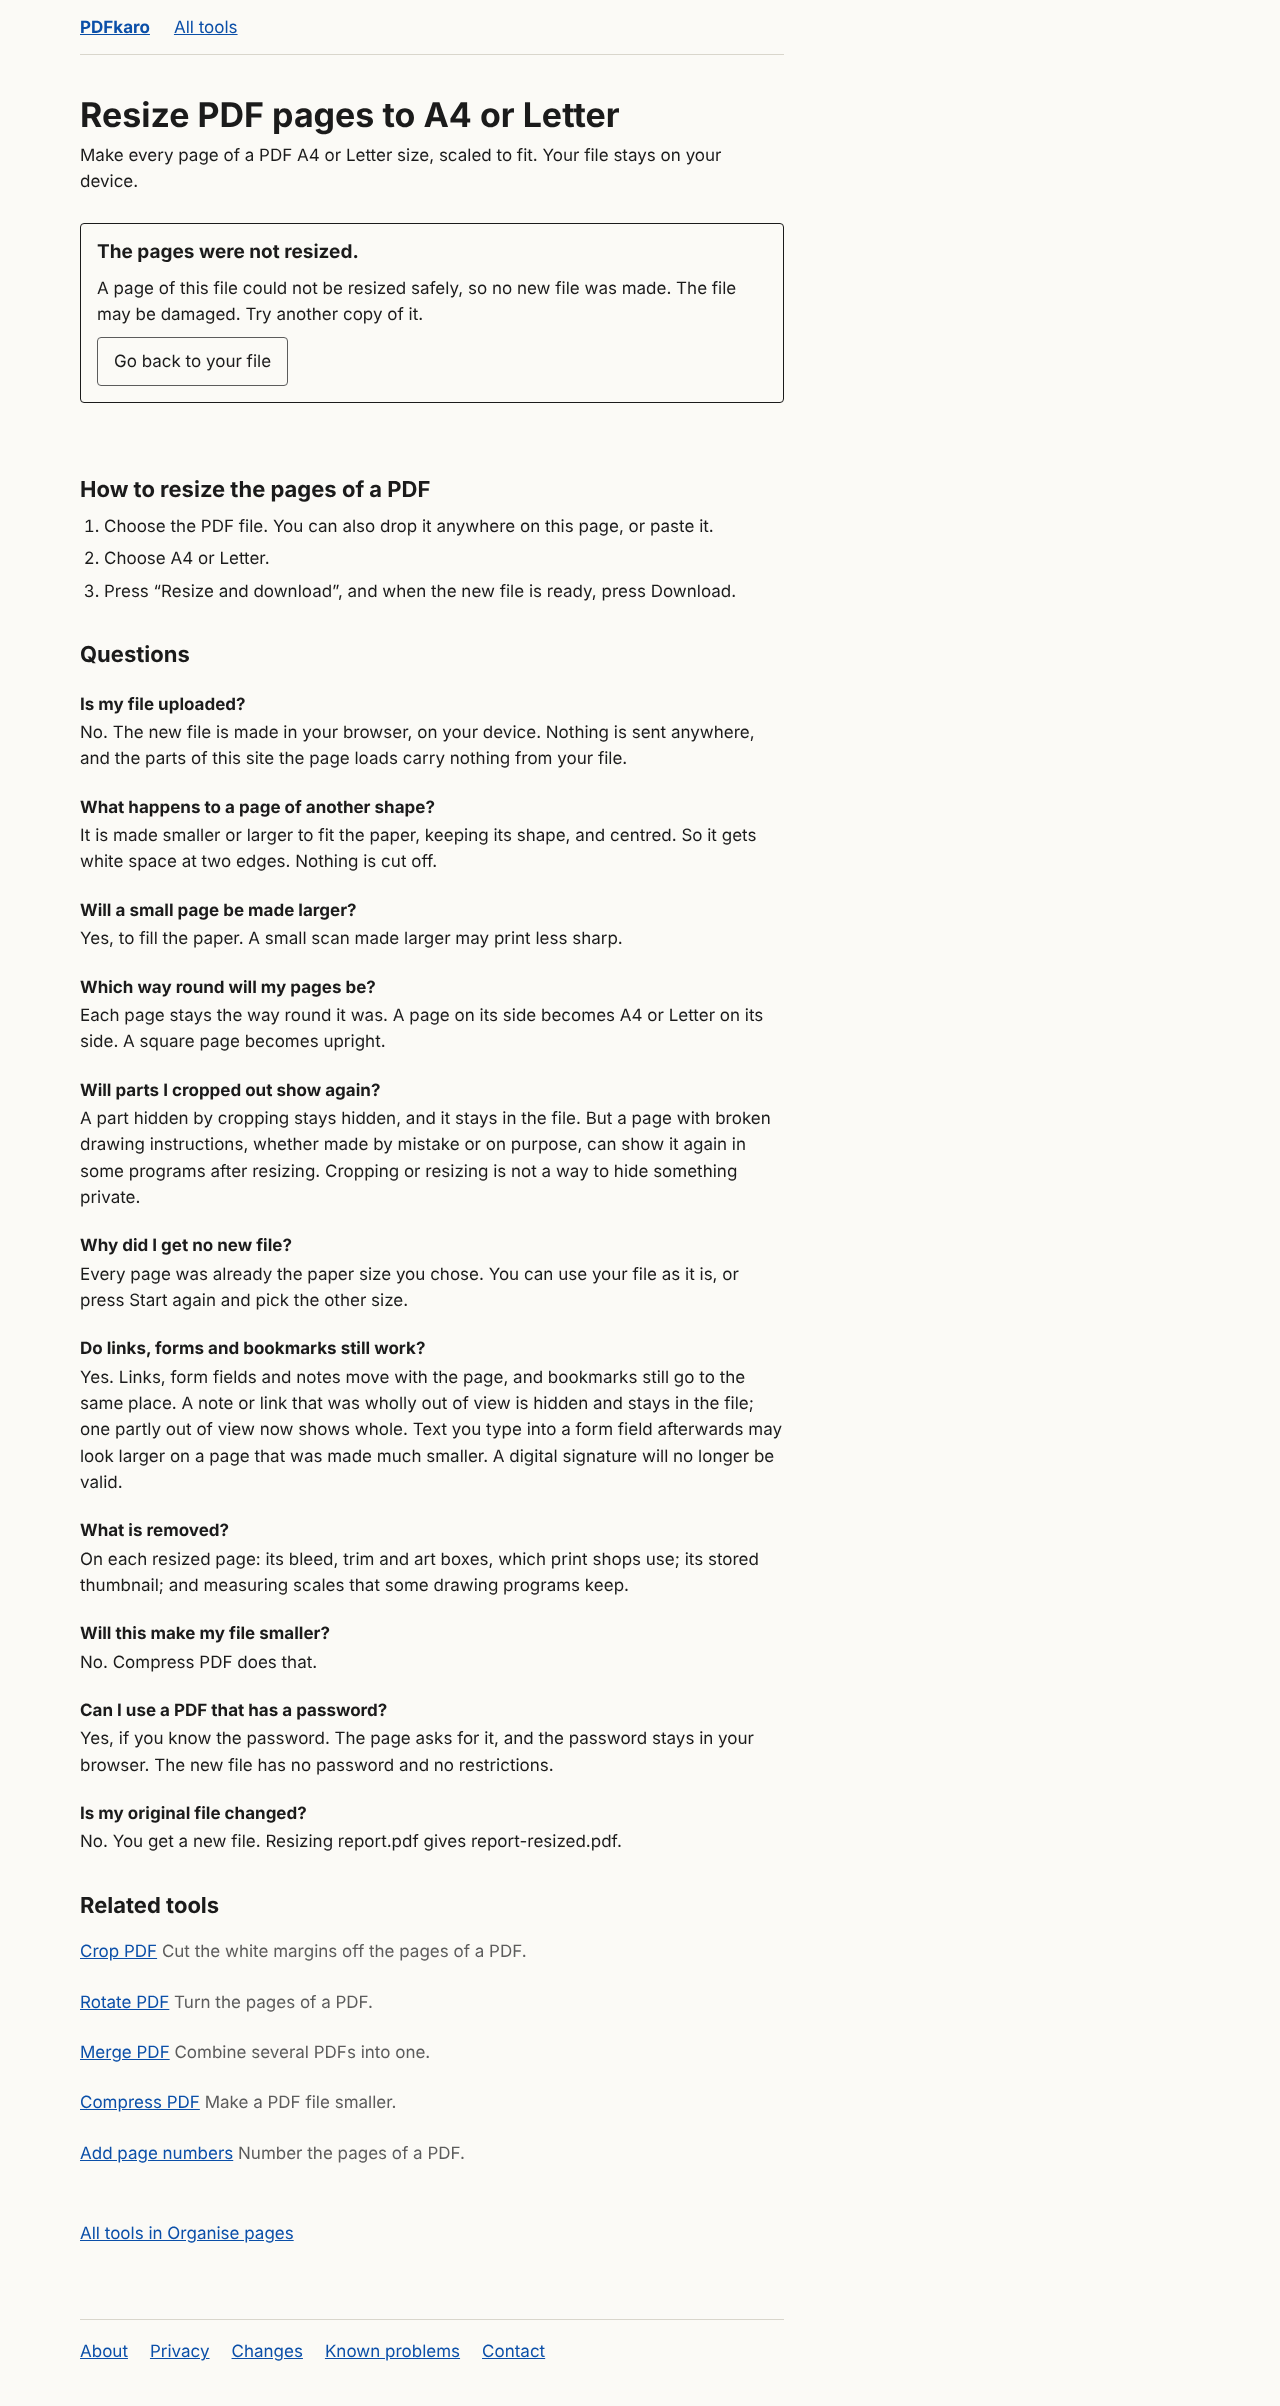 PDFkaro All tools
Resize PDF pages to A4 or Letter
Make every page of a PDF A4 or Letter size, scaled to fit. Your file stays on your
device.
The pages were not resized.
A page of this file could not be resized safely, so no new file was made. The file
may be damaged. Try another copy of it.
Go back to your file
How to resize the pages of a PDF
1. Choose the PDF file. You can also drop it anywhere on this page, or paste it.
2. Choose A4 or Letter.
3. Press “Resize and download”, and when the new file is ready, press Download.
Questions
Is my file uploaded?
No. The new file is made in your browser, on your device. Nothing is sent anywhere,
and the parts of this site the page loads carry nothing from your file.
What happens to a page of another shape?
It is made smaller or larger to fit the paper, keeping its shape, and centred. So it gets
white space at two edges. Nothing is cut off.
Will a small page be made larger?
Yes, to fill the paper. A small scan made larger may print less sharp.
Which way round will my pages be?
Each page stays the way round it was. A page on its side becomes A4 or Letter on its
side. A square page becomes upright.
Will parts I cropped out show again?
A part hidden by cropping stays hidden, and it stays in the file. But a page with broken
drawing instructions, whether made by mistake or on purpose, can show it again in
some programs after resizing. Cropping or resizing is not a way to hide something
private.
Why did I get no new file?
Every page was already the paper size you chose. You can use your file as it is, or
press Start again and pick the other size.
Do links, forms and bookmarks still work?
Yes. Links, form fields and notes move with the page, and bookmarks still go to the
same place. A note or link that was wholly out of view is hidden and stays in the file;
one partly out of view now shows whole. Text you type into a form field afterwards may
look larger on a page that was made much smaller. A digital signature will no longer be
valid.
What is removed?
On each resized page: its bleed, trim and art boxes, which print shops use; its stored
thumbnail; and measuring scales that some drawing programs keep.
Will this make my file smaller?
No. Compress PDF does that.
Can I use a PDF that has a password?
Yes, if you know the password. The page asks for it, and the password stays in your
browser. The new file has no password and no restrictions.
Is my original file changed?
No. You get a new file. Resizing report.pdf gives report-resized.pdf.
Related tools
Crop PDF Cut the white margins off the pages of a PDF.
Rotate PDF Turn the pages of a PDF.
Merge PDF Combine several PDFs into one.
Compress PDF Make a PDF file smaller.
Add page numbers Number the pages of a PDF.
All tools in Organise pages
About Privacy Changes Known problems Contact